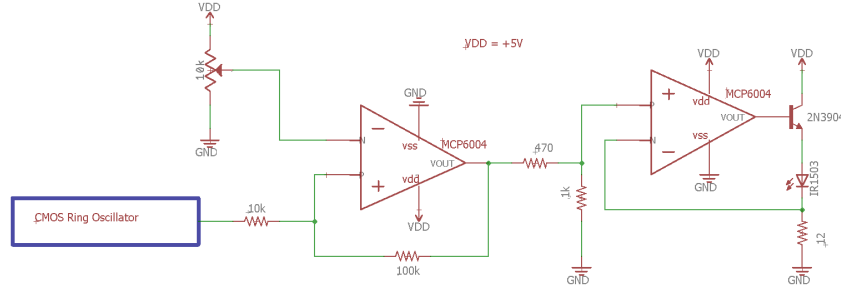 VDD
VDD = +5V
10k
GND
GND
N
MCP6004
vss
VOUT
P
vdd
VDD
CMOS Ring Oscillator
10k
100k
470
1k
GND
VDD
VDD
MCP6004
P
vdd
VOUT
N
vss
GND
2N3904
IR1503
12
GND